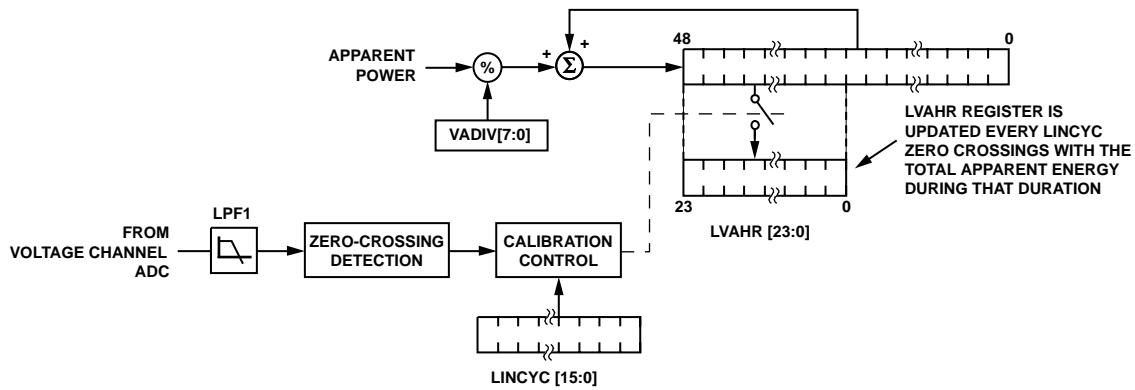 48
0
APPARENT
POWER
%
+
+
Σ
VADIV[7:0]
LVAHR REGISTER IS
UPDATED EVERY LINCYC
ZERO CROSSINGS WITH THE
TOTAL APPARENT ENERGY
DURING THAT DURATION
23
0
LVAHR [23:0]
LPF1
FROM
VOLTAGE CHANNEL
ADC
ZERO-CROSSING
DETECTION
CALIBRATION
CONTROL
LINCYC [15:0]